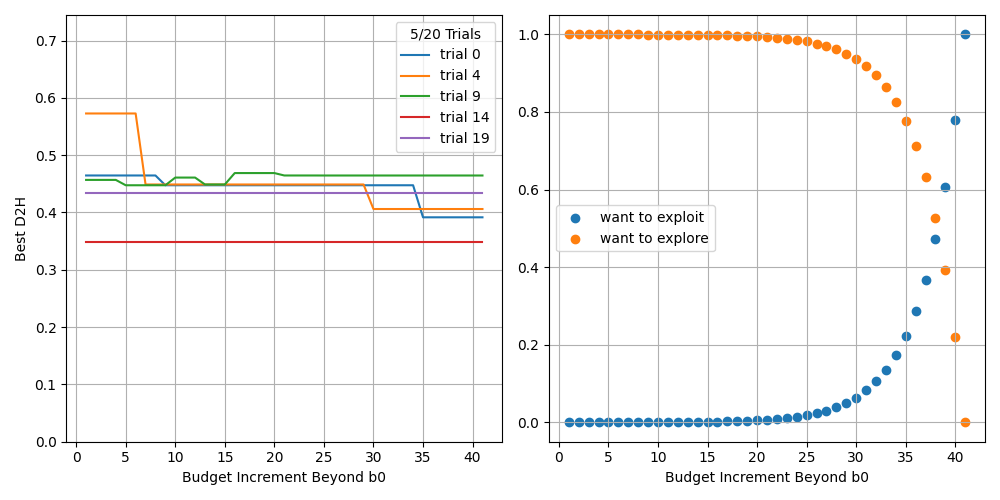 0.7
0.6
0.5
0.4
0.3
0.2
0.1
0.0
Best D2H
0 5 10 15 20 25 30 35 40
Budget Increment Beyond b0
5/20 Trials
trial 0
trial 4
trial 9
trial 14
trial 19
1.0
0.8
0.6
0.4
0.2
0.0
want to exploit
want to explore
0 5 10 15 20 25 30 35 40
Budget Increment Beyond b0